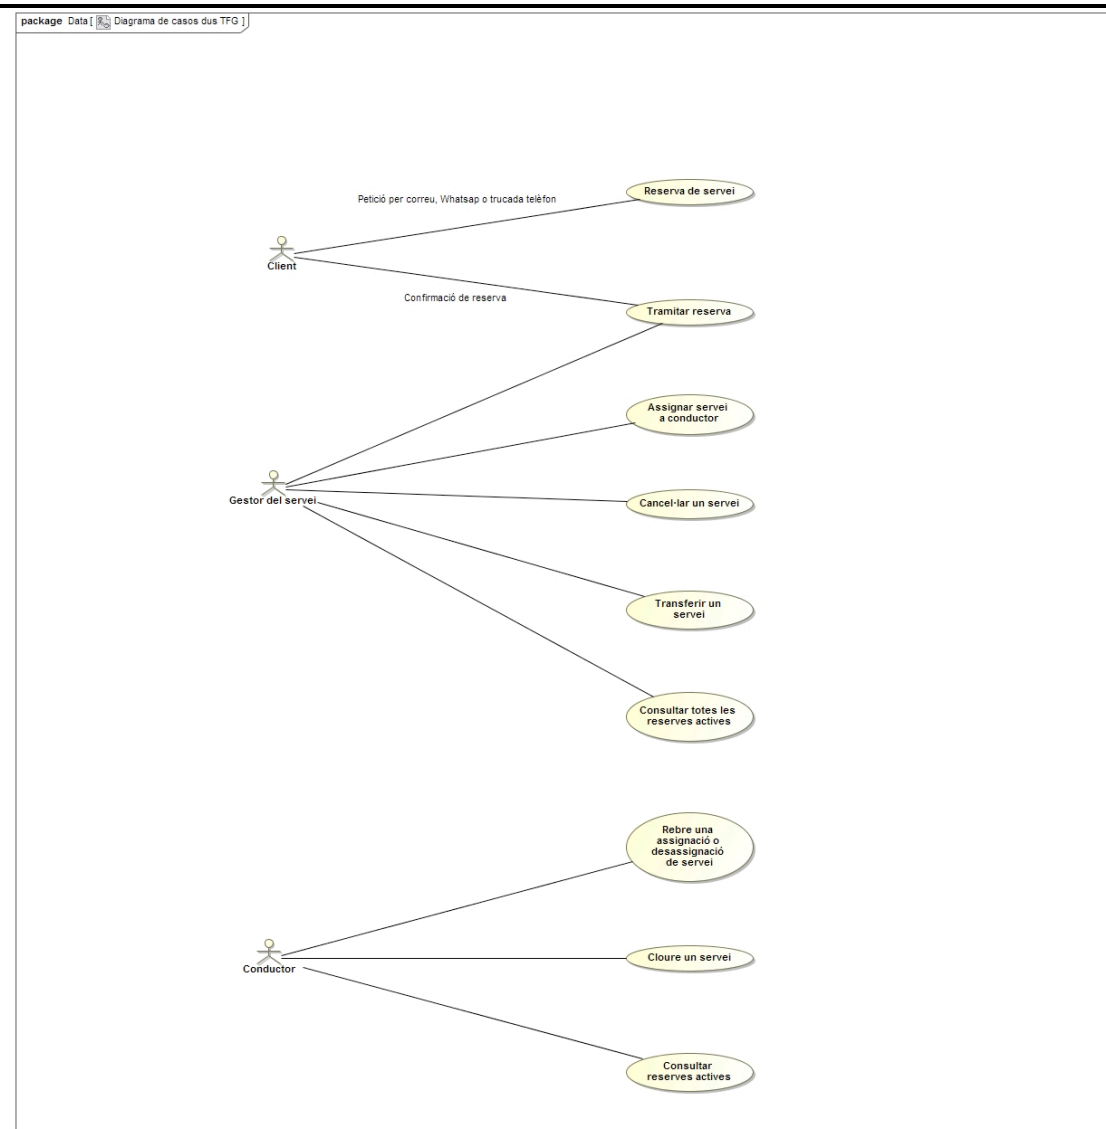 package Data [ Diagrama de casos dus TFG ]
Reserva de servei
Petició per correu, Whatsap o trucada telèfon
Client
Confirmació de reserva
Tramitar reserva
Assignar servei
a conductor
Gestor del servei
Cancel·lar un servei
Transferir un
servei
Consultar totes les
reserves actives
Rebre una
assignació o
desassignació
de servei
Conductor
Cloure un servei
Consultar
reserves actives